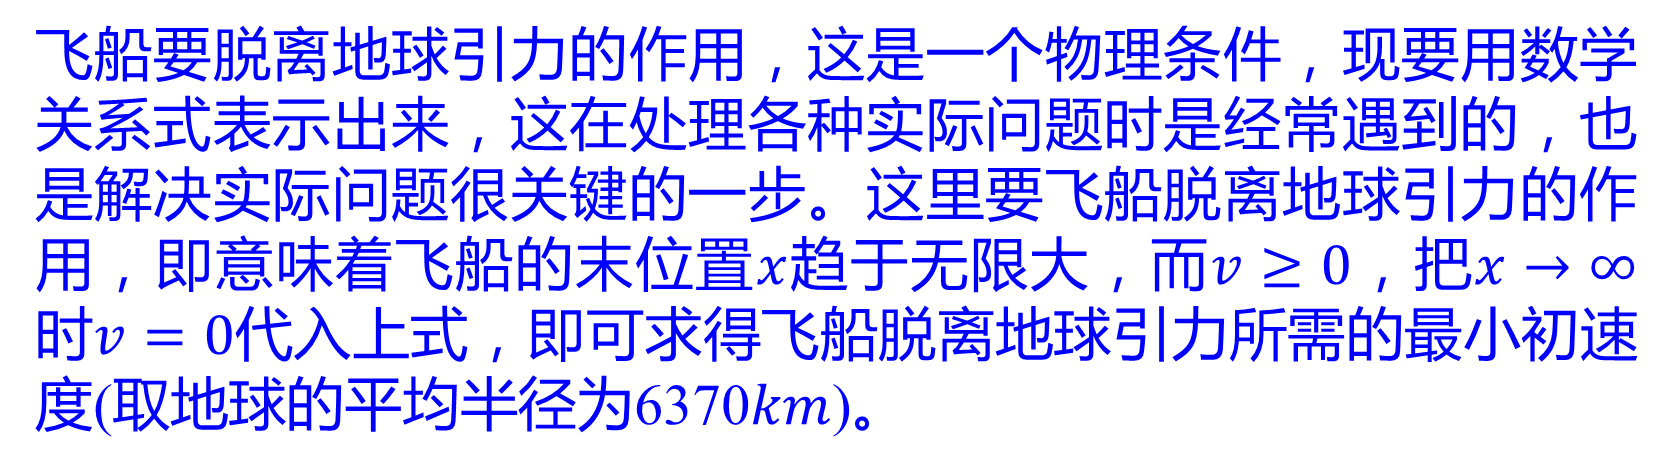 飞船要脱离地球引力的作用，这是一个物理条件，现要用数学
关系式表示出来，这在处理各种实际问题时是经常遇到的，也
是解决实际问题很关键的一步。这里要飞船脱离地球引力的作
用，即意味着飞船的末位置x趋于无限大，而v ≥ 0，把x → ∞
时v = 0代入上式，即可求得飞船脱离地球引力所需的最小初速
度(取地球的平均半径为6370km)。